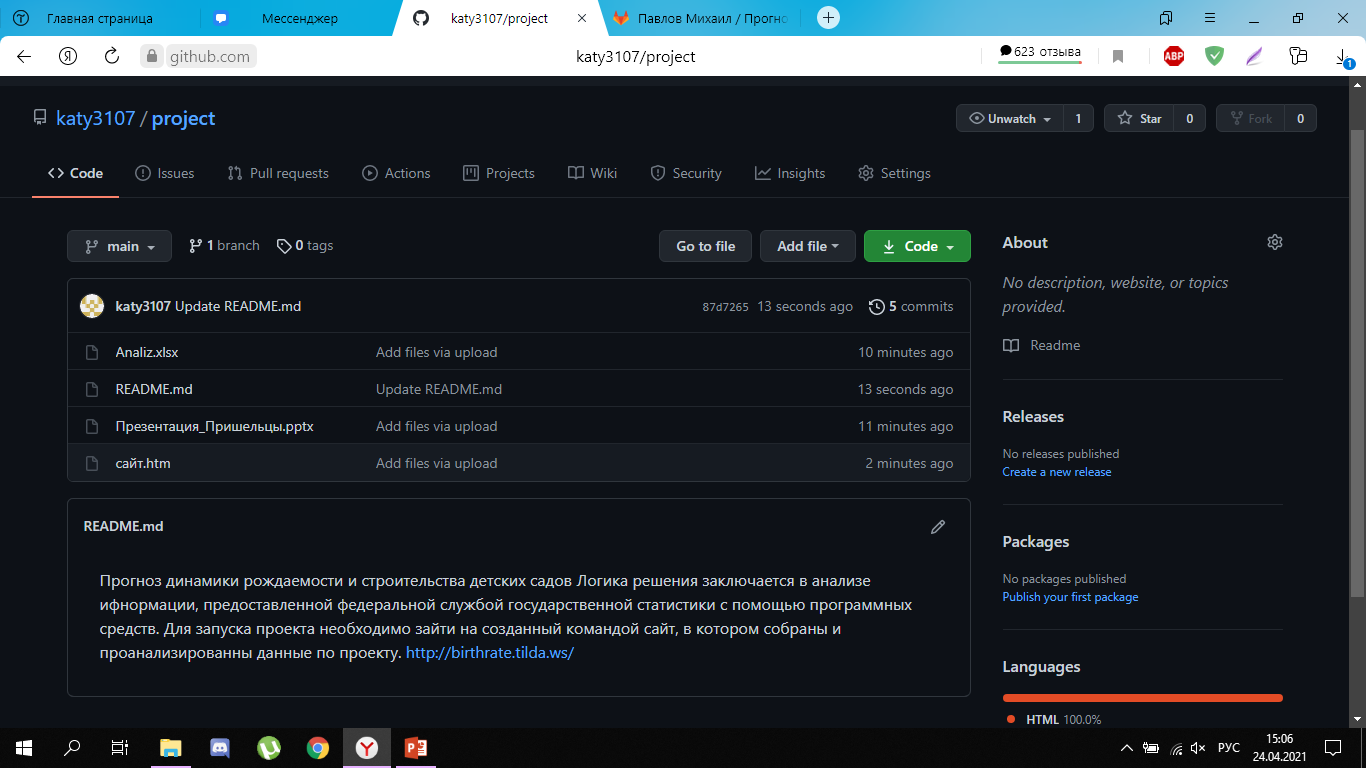 Главная страница
Мессенджер
katy3107/project
Павлов Михаил / Прогно
github.com
katy3107/project
623 отзыва
ABP
1
katy3107 / project
Unwatch 1
Star 0
Fork 0
Code
Issues
Pull requests
Actions
Projects
Wiki
Security
Insights
Settings
main
1 branch
0 tags
Go to file
Add file
Code
katy3107 Update README.md 87d7265 13 seconds ago 5 commits
Analiz.xlsx Add files via upload 10 minutes ago
README.md Update README.md 13 seconds ago
Презентация_Пришельцы.pptx Add files via upload 11 minutes ago
сайт.htm Add files via upload 2 minutes ago
README.md
Прогноз динамики рождаемости и строительства детских садов Логика решения заключается в анализе
ифнормации, предоставленной федеральной службой государственной статистики с помощью программных
средств. Для запуска проекта необходимо зайти на созданный командой сайт, в котором собраны и
проанализированны данные по проекту. http://birthrate.tilda.ws/
About
No description, website, or topics
provided.
Readme
Releases
No releases published
Create a new release
Packages
No packages published
Publish your first package
Languages
HTML 100.0%
РУС
15:06
24.04.2021